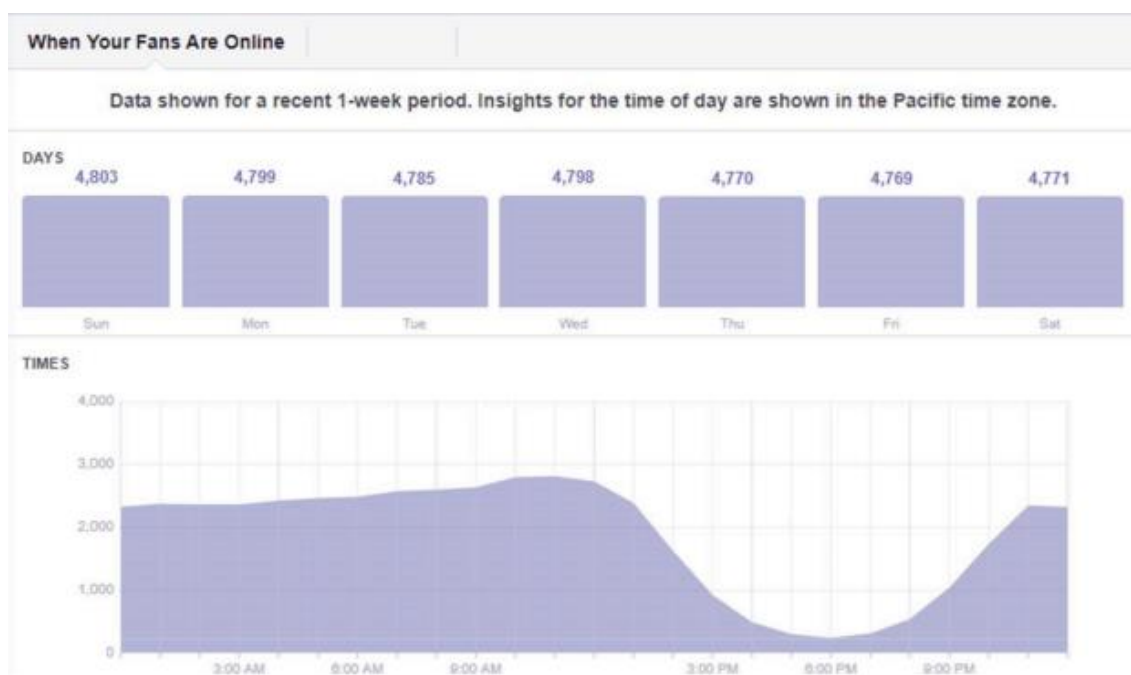 When Your Fans Are Online
Data shown for a recent 1-week period. Insights for the time of day are shown in the Pacific time zone.
DAYS
4,803 4,799 4,785 4,798 4,770 4,769 4,771
Sun Mon Tue Wed Thu Fri Sat
TIMES
4,000
3,000
2,000
1,000
0
3:00 AM 6:00 AM 9:00 AM 3:00 PM 6:00 PM 9:00 PM